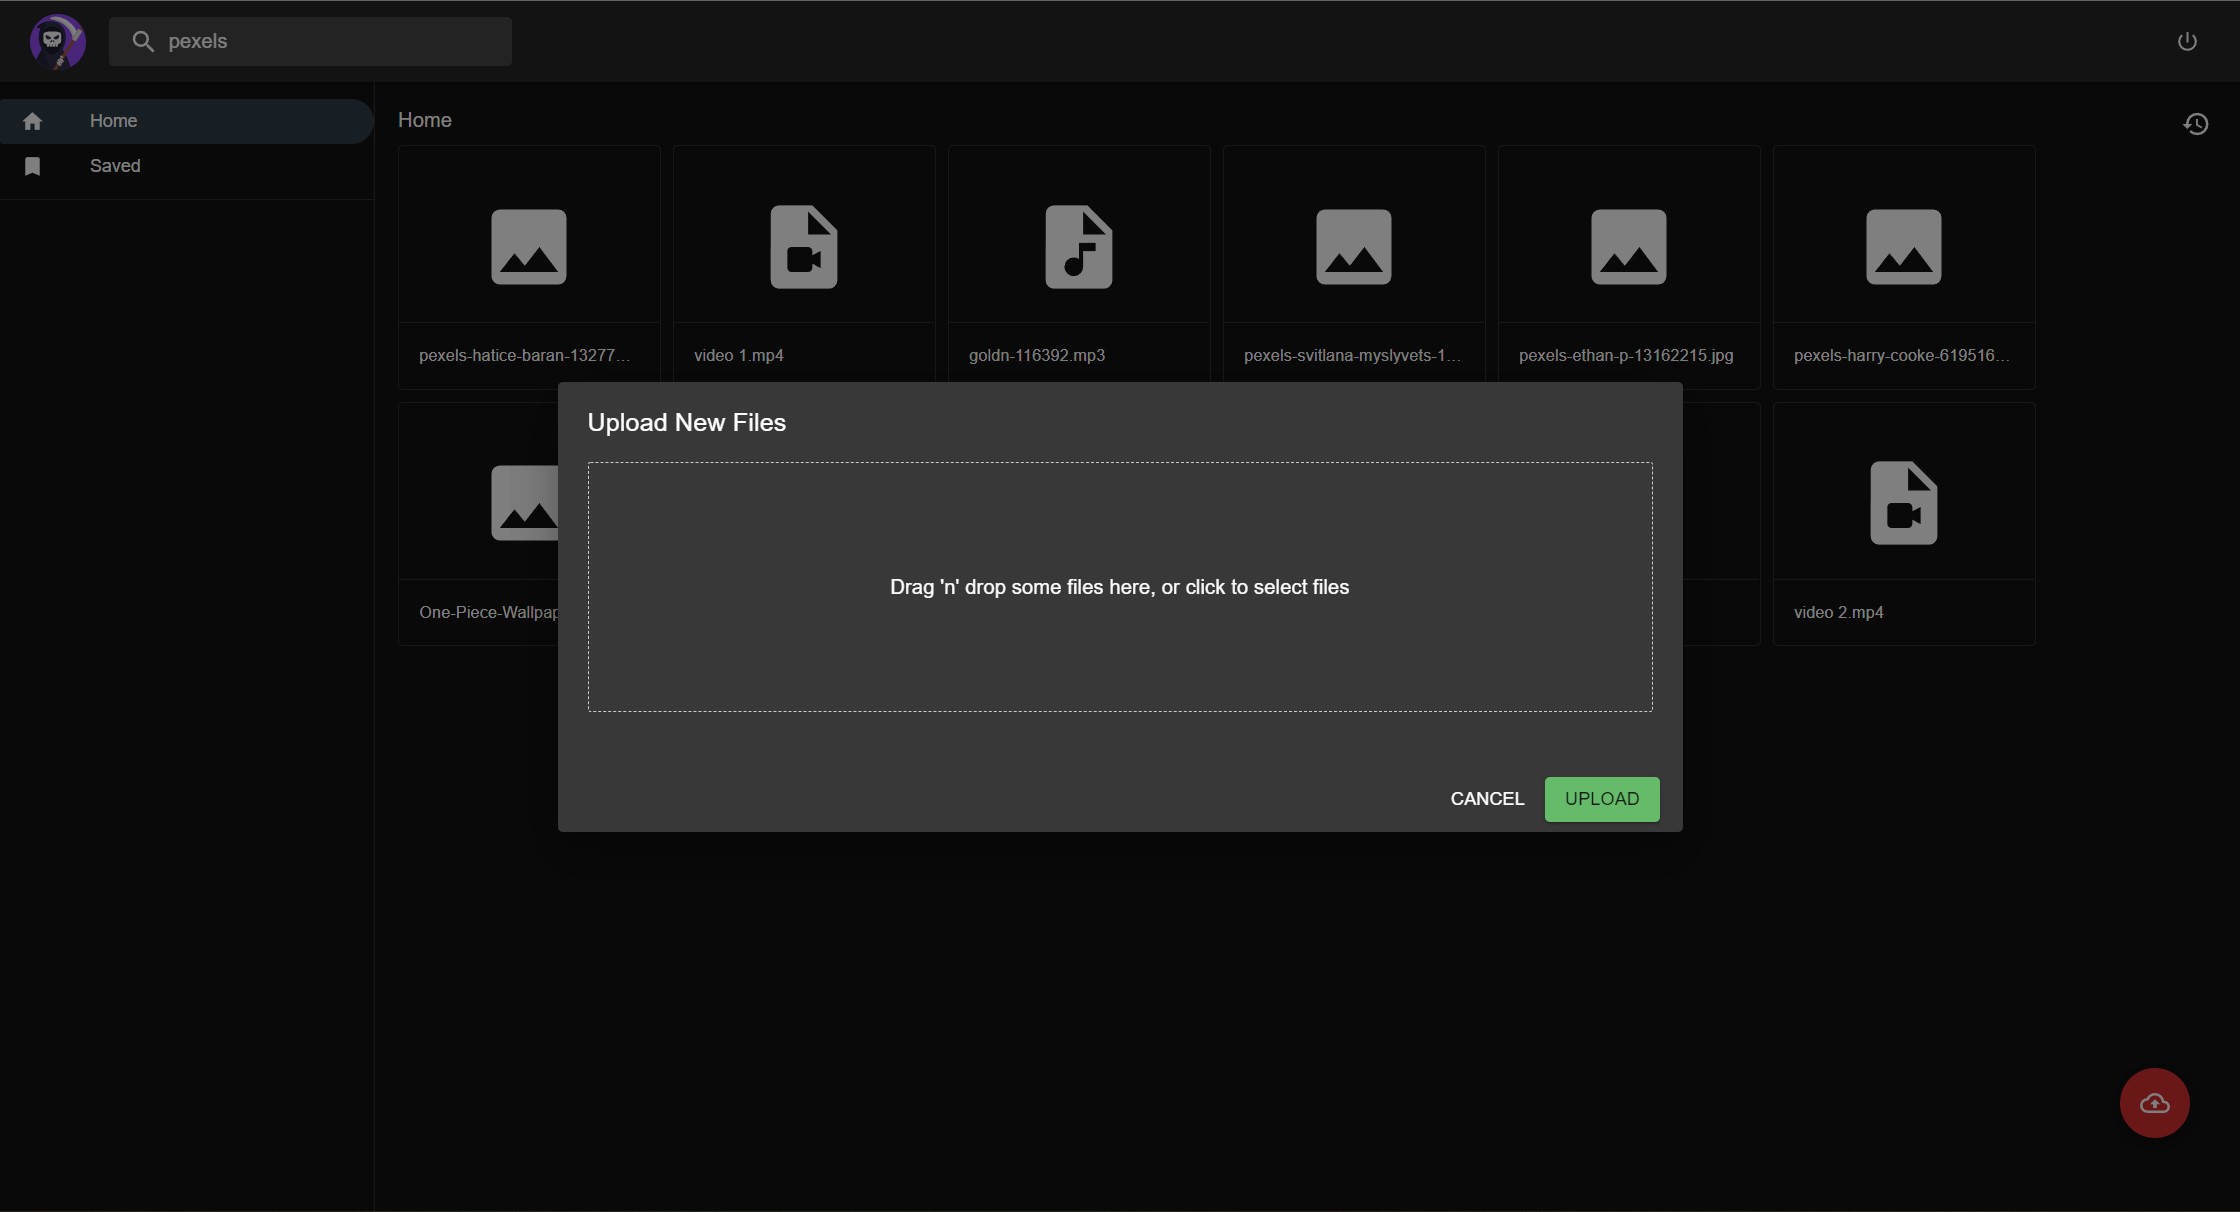 pexels
Home
Saved
Home
pexels-hatice-baran-13277...
video 1.mp4
goldn-116392.mp3
pexels-svitlana-myslyvets-1...
pexels-ethan-p-13162215.jpg
pexels-harry-cooke-619516...
One-Piece-Wallpap
video 2.mp4
Upload New Files
Drag 'n' drop some files here, or click to select files
CANCEL
UPLOAD